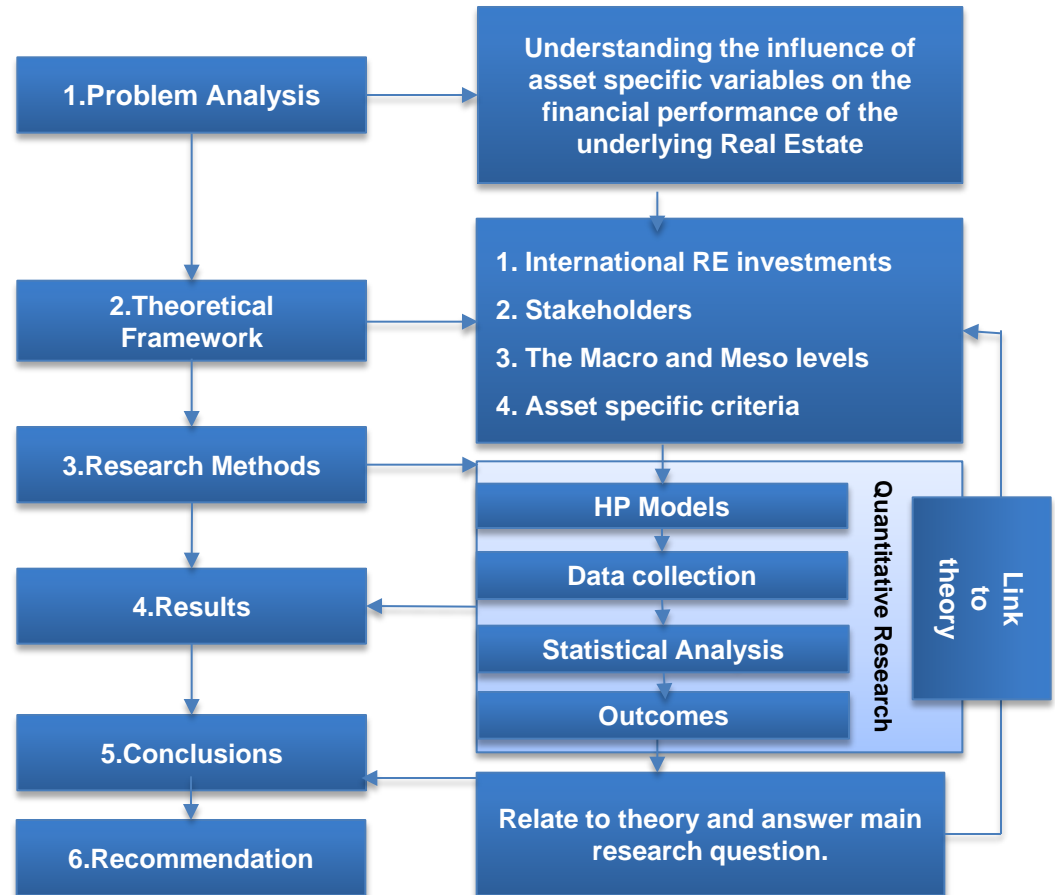 1.Problem Analysis
Understanding the influence of
asset specific variables on the
financial performance of the
underlying Real Estate
2.Theoretical
Framework
1. International RE investments
2. Stakeholders
3. The Macro and Meso levels
4. Asset specific criteria
3.Research Methods
HP Models
Data collection
Statistical Analysis
Outcomes
Quantitative Research
Link
to
theory
4.Results
5.Conclusions
Relate to theory and answer main
research question.
6.Recommendation